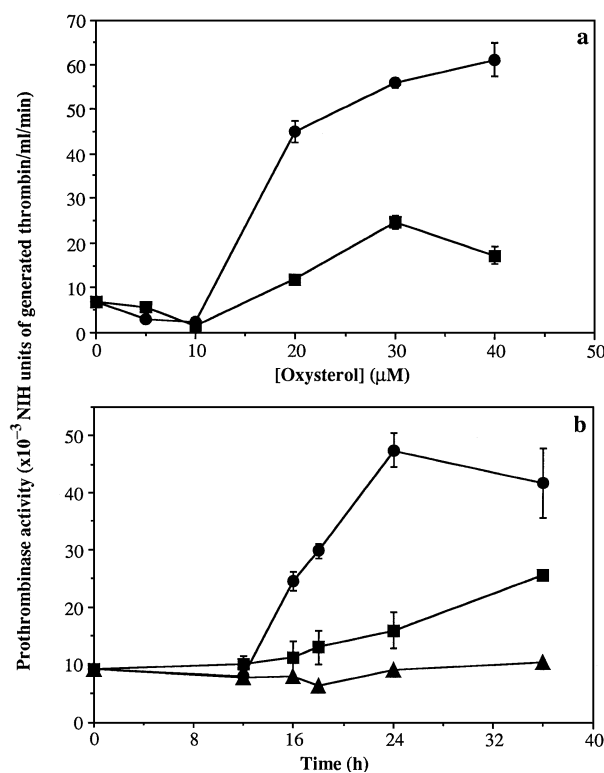 a
70
60
50
40
30
20
10
0
0 10 20 30 40 50
[Oxysterol] (μM)
Prothrombinase activity (x10⁻³ NIH units of generated thrombin/ml/min)
b
50
40
30
20
10
0
0 8 16 24 32 40
Time (h)